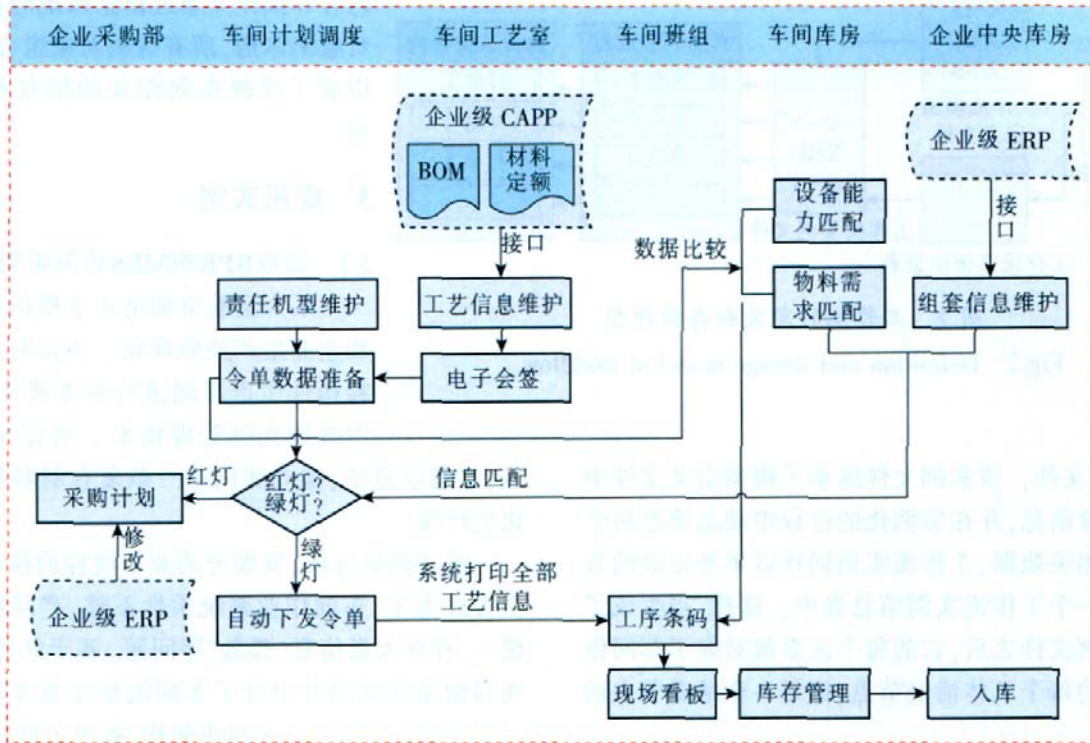 企业采购部 车间计划调度 车间工艺室 车间班组 车间库房 企业中央库房
企业级 CAPP
BOM
材料
定额
企业级 ERP
接口
接口
设备能
力匹配
数据比较
责任机型维护
工艺信息维护
物料需
求匹配
组套信息维护
令单数据准备
电子会签
红灯
红灯?
绿灯?
信息匹配
采购计划
修改
绿灯
系统打印全部
工艺信息
企业级 ERP
自动下发令单
工序条码
现场看板
库存管理
入库